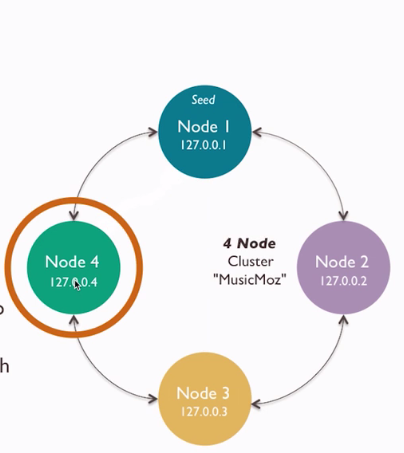 Seed
Node 1
127.0.0.1
Node 4
127.0.0.4
4 Node
Cluster
"MusicMoz"
Node 2
127.0.0.2
Node 3
127.0.0.3